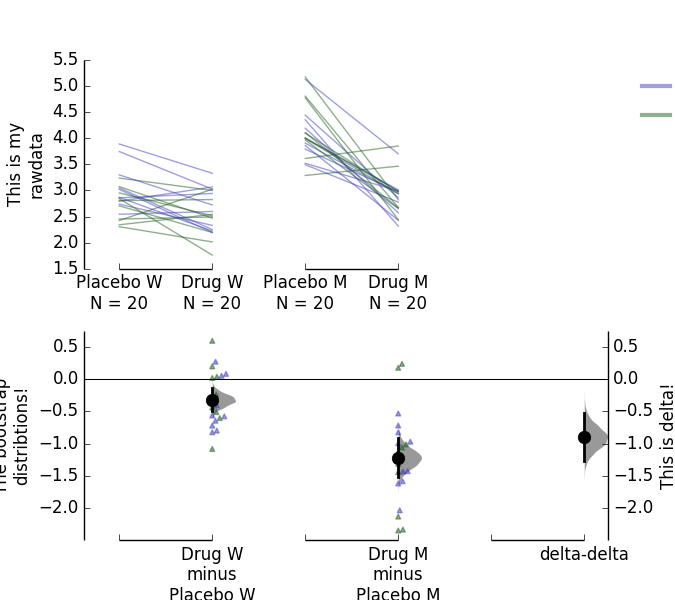 This is my
rawdata
5.5
5.0
4.5
4.0
3.5
3.0
2.5
2.0
1.5
Placebo W
N = 20
Drug W
N = 20
Placebo M
N = 20
Drug M
N = 20
bootstrap
distribtions!
0.5
0.0
−0.5
−1.0
−1.5
−2.0
Drug W
minus
Placebo W
Drug M
minus
Placebo M
delta-delta
0.5
0.0
−0.5
−1.0
−1.5
−2.0
This is delta!